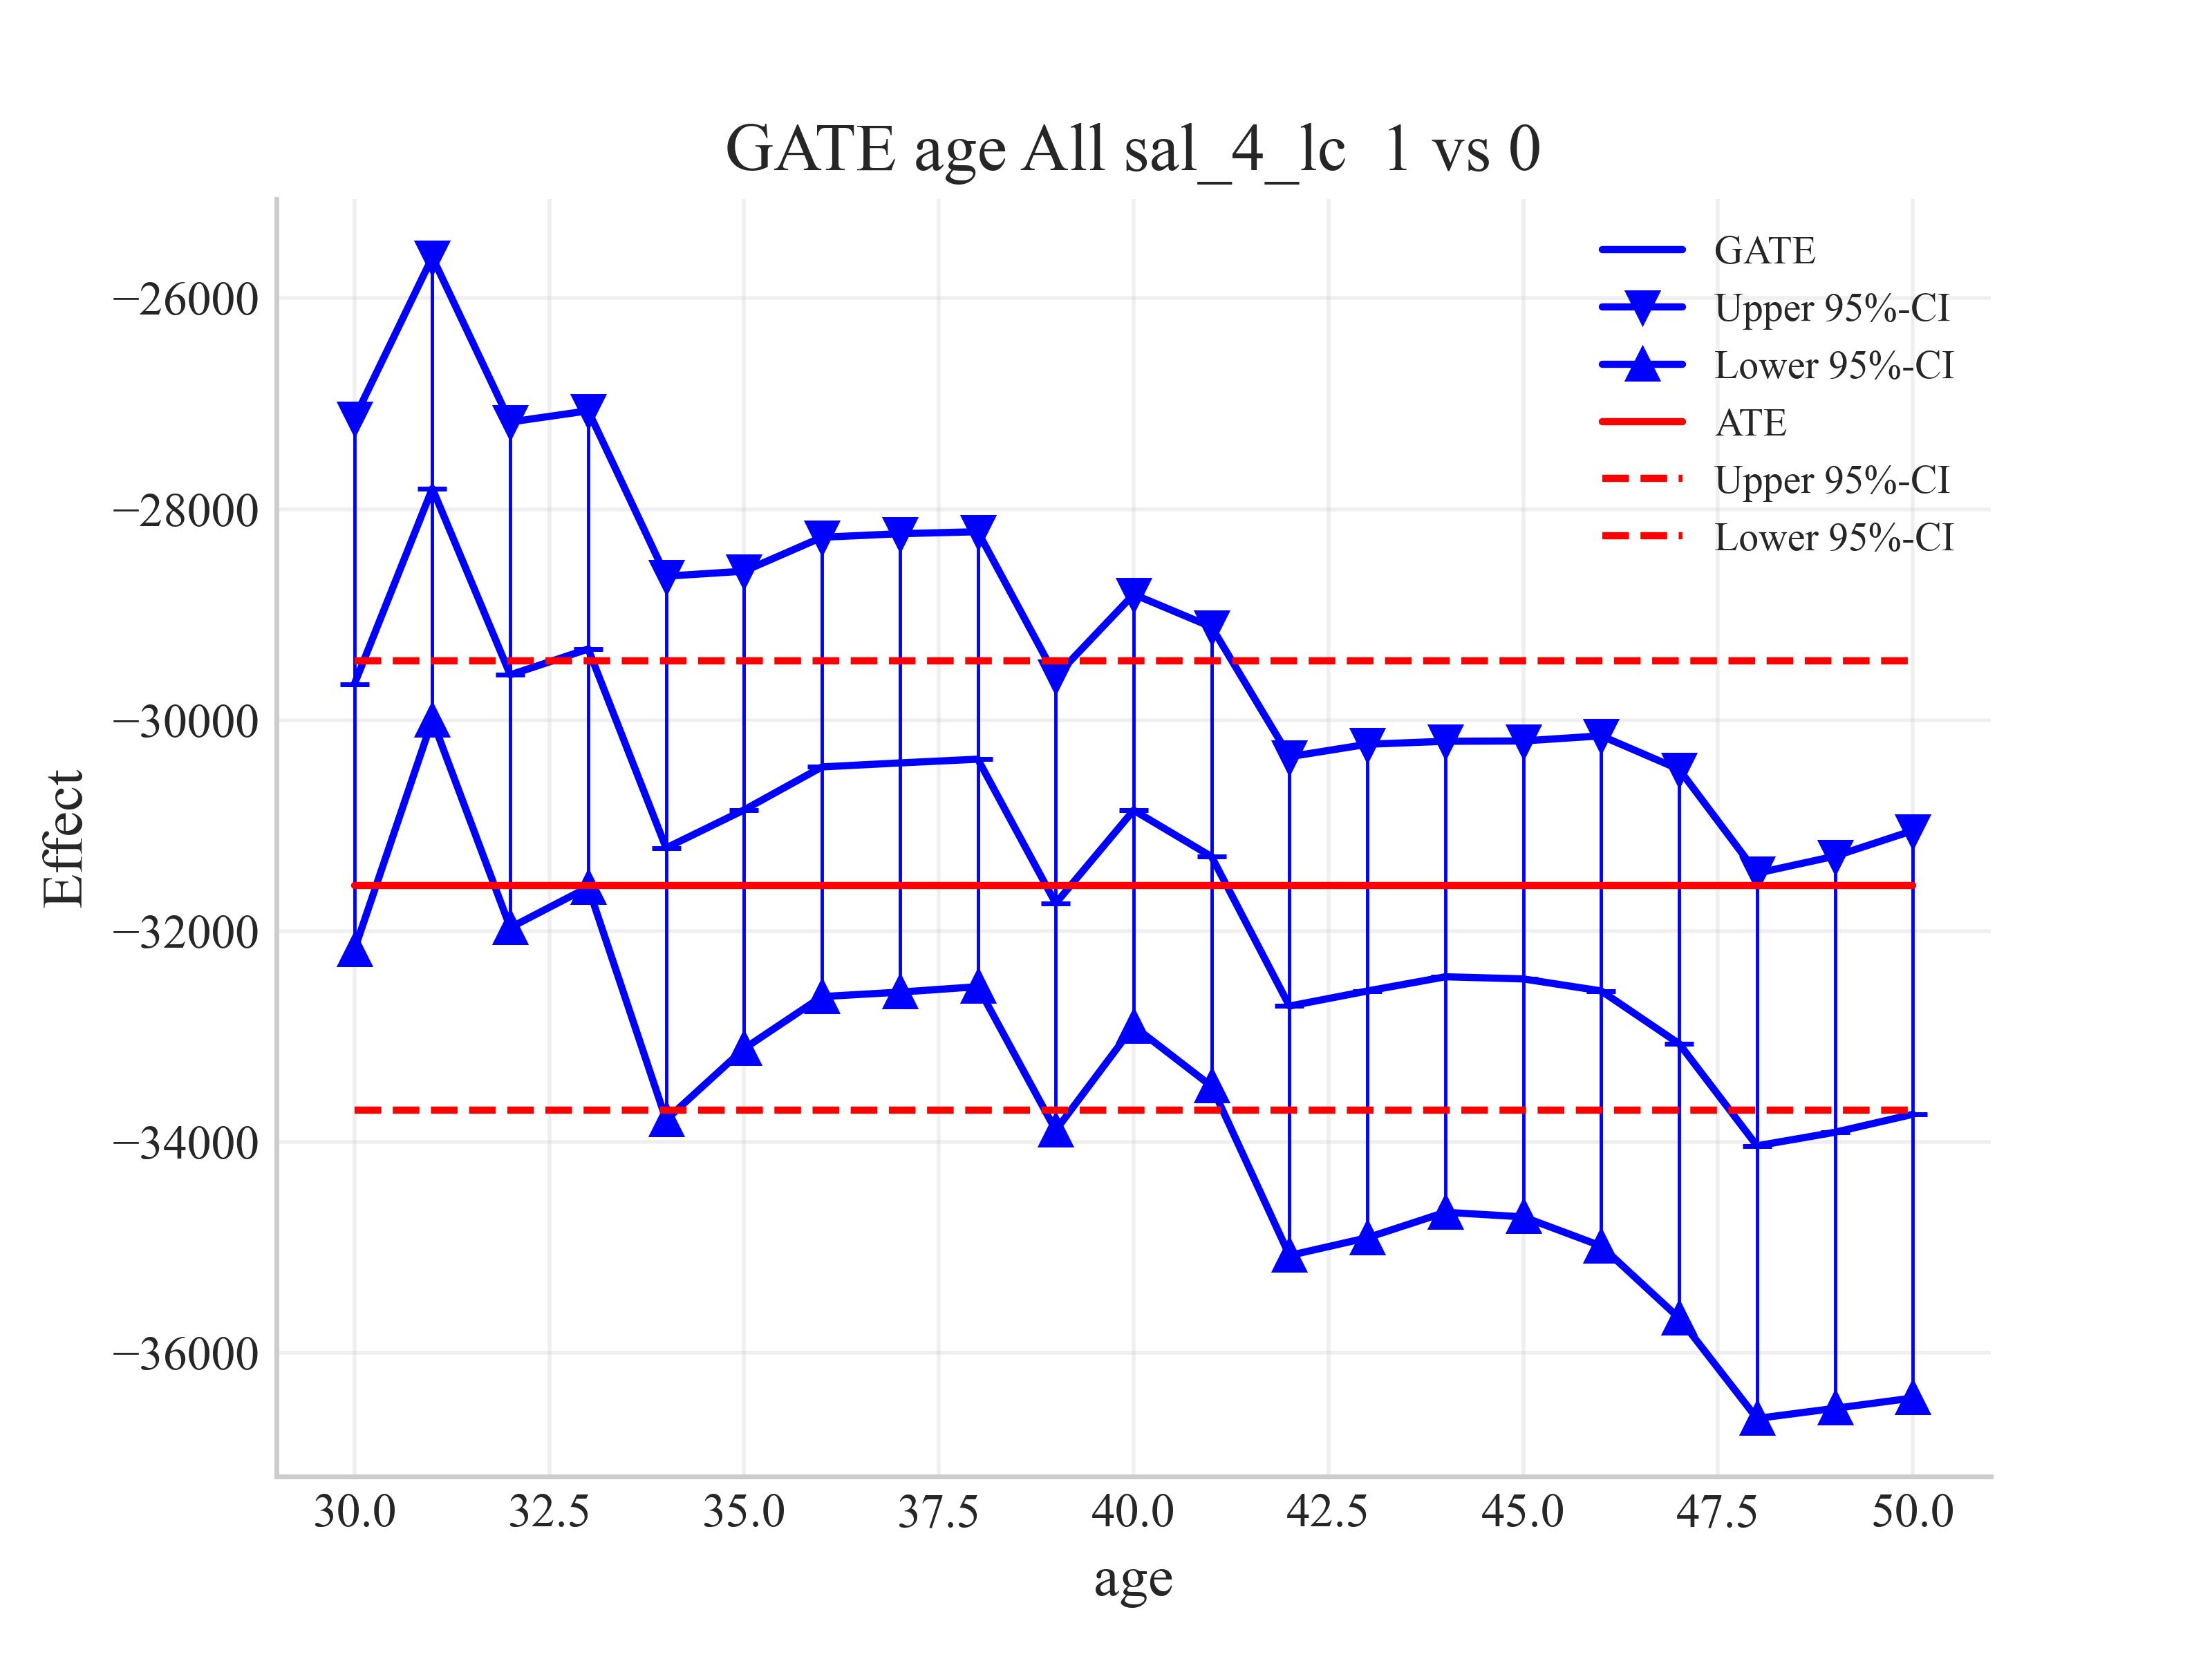 GATE age All sal_4_lc  1 vs 0
GATE
Upper 95%-CI
Lower 95%-CI
ATE
Upper 95%-CI
Lower 95%-CI
Effect
−26000
−28000
−30000
−32000
−34000
−36000
30.0 32.5 35.0 37.5 40.0 42.5 45.0 47.5 50.0
age